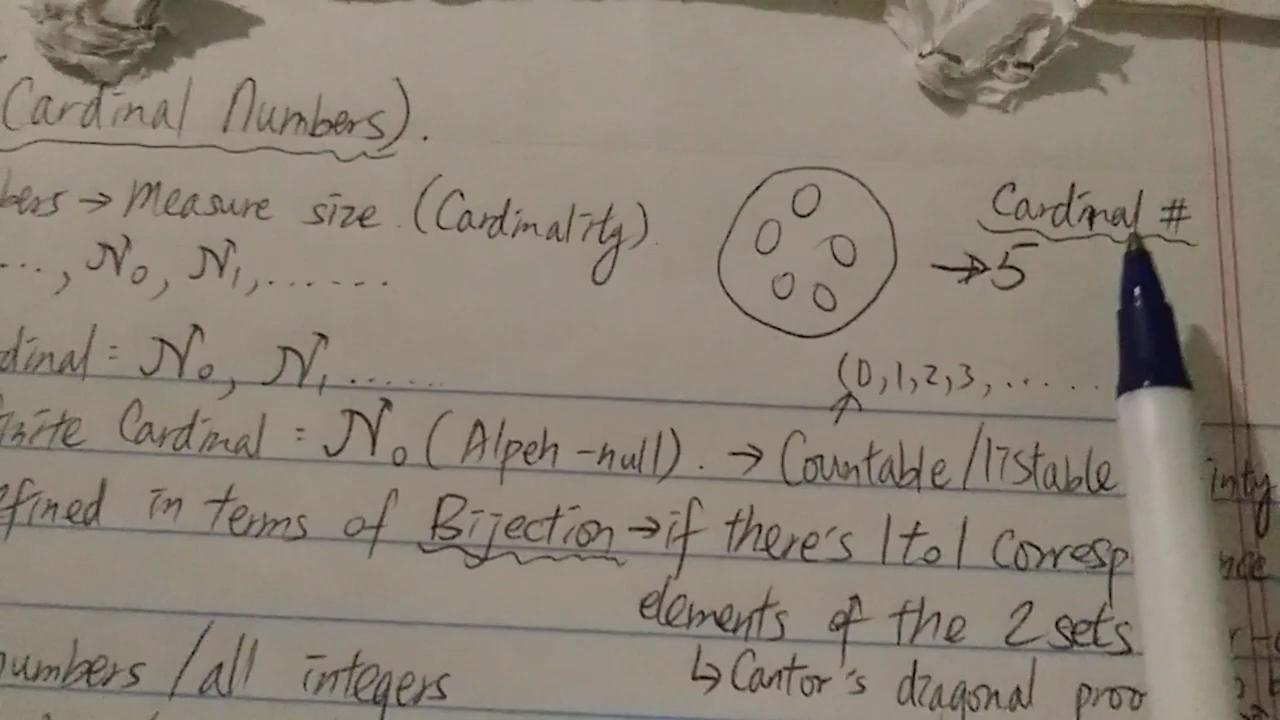 (Cardinal Numbers).
bers → measure size (Cardinality).
..., ℵ₀, ℵ₁, ......
Cardinal #
→ 5
dinal = ℵ₀, ℵ₁ ......
(0, 1, 2, 3, .....
Cardinal = ℵ₀ (Alpeh-null). → Countable/listable
fined in terms of Bijection → if there's 1 to 1 corresp
elements of the 2 sets
numbers / all integers
↳ Cantor's diagonal proo